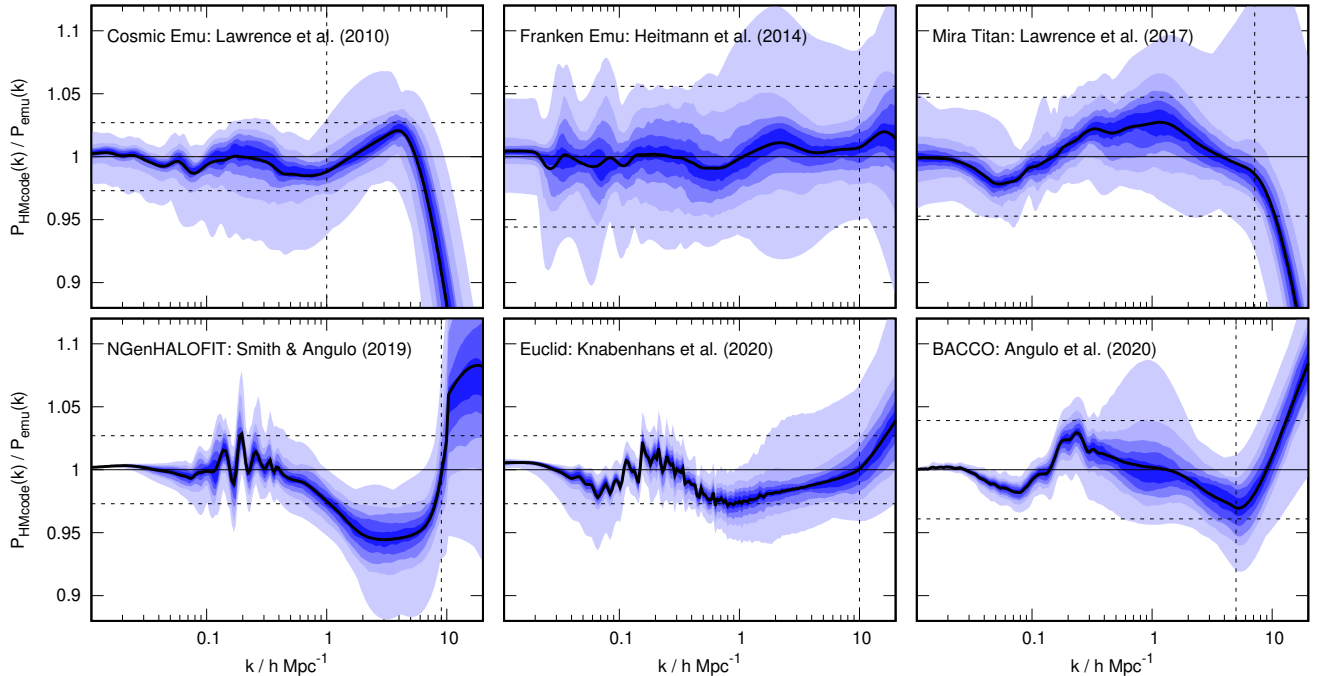 Cosmic Emu: Lawrence et al. (2010)
Franken Emu: Heitmann et al. (2014)
Mira Titan: Lawrence et al. (2017)
1.1
1.05
1
0.95
0.9
P_HMcode(k) / P_emu(k)
NGenHALOFIT: Smith & Angulo (2019)
Euclid: Knabenhans et al. (2020)
BACCO: Angulo et al. (2020)
1.1
1.05
1
0.95
0.9
P_HMcode(k) / P_emu(k)
0.1 1 10
0.1 1 10
0.1 1 10
k / h Mpc⁻¹
k / h Mpc⁻¹
k / h Mpc⁻¹